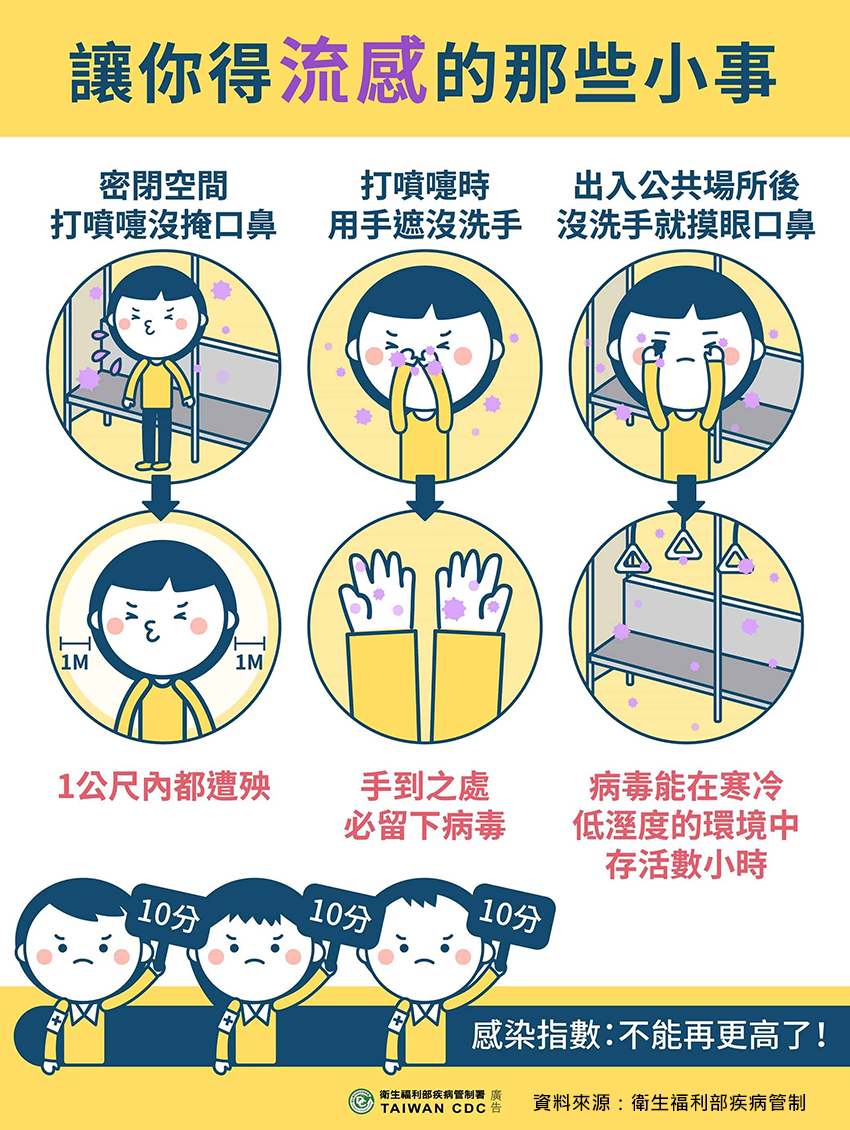 讓你得流感的那些小事
密閉空間
打噴嚏沒掩口鼻
打噴嚏時
用手遮沒洗手
出入公共場所後
沒洗手就摸眼口鼻
1M
1M
1公尺內都遭殃
手到之處
必留下病毒
病毒能在寒冷
低溼度的環境中
存活數小時
10分
10分
10分
感染指數：不能再更高了！
衛生福利部疾病管制署
TAIWAN CDC
廣告
資料來源：衛生福利部疾病管制